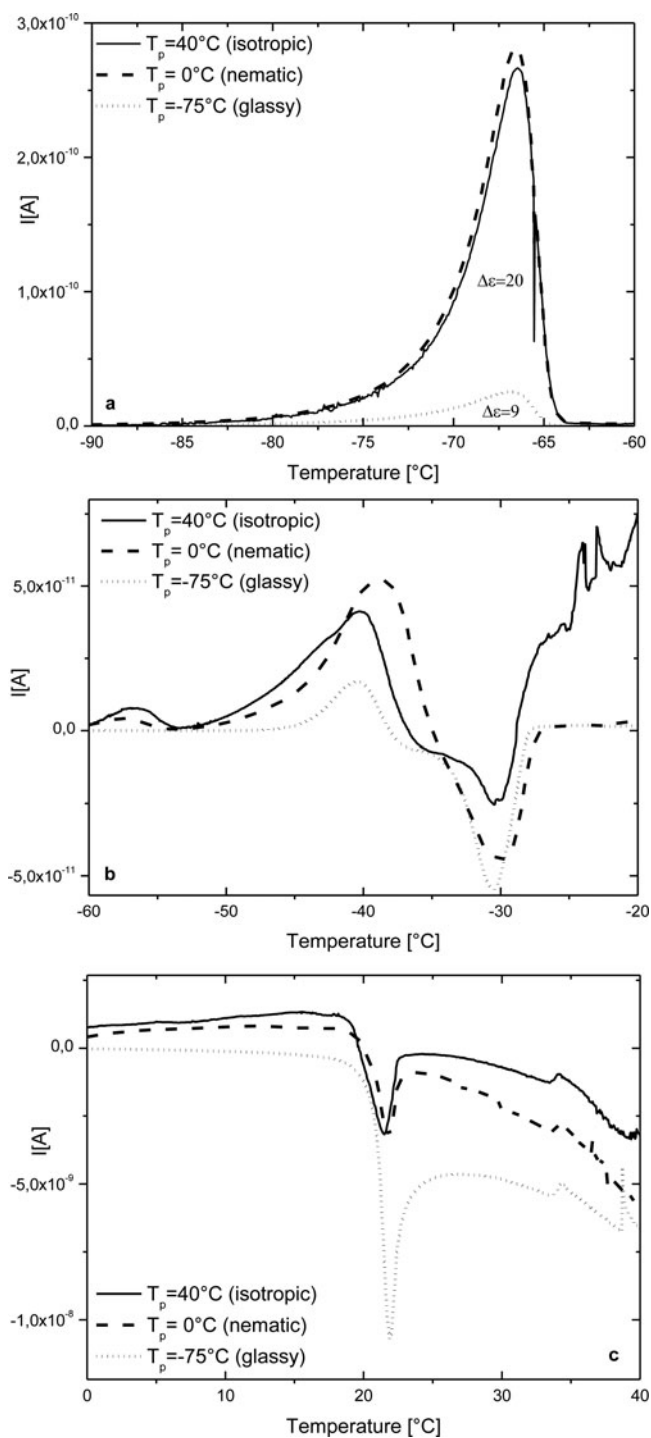 3,0x10⁻¹⁰
T_p=40°C (isotropic)
T_p= 0°C (nematic)
T_p=-75°C (glassy)
2,0x10⁻¹⁰
I[A]
1,0x10⁻¹⁰
Δε=20
Δε=9
a
0,0
-90 -85 -80 -75 -70 -65 -60
Temperature [°C]
T_p=40°C (isotropic)
T_p= 0°C (nematic)
T_p=-75°C (glassy)
5,0x10⁻¹¹
I[A]
0,0
-5,0x10⁻¹¹
b
-60 -50 -40 -30 -20
Temperature [°C]
0,0
I[A]
-5,0x10⁻⁹
-1,0x10⁻⁸
T_p=40°C (isotropic)
T_p= 0°C (nematic)
T_p=-75°C (glassy)
c
0 10 20 30 40
Temperature [°C]